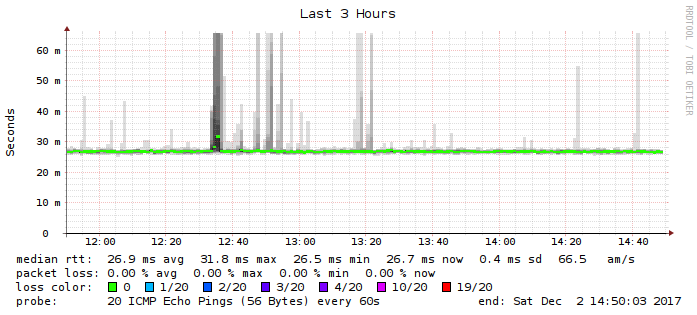 Last 3 Hours
RRDTOOL / TOBI OETIKER
Seconds
60 m
50 m
40 m
30 m
20 m
10 m
0
12:00 12:20 12:40 13:00 13:20 13:40 14:00 14:20 14:40
median rtt: 26.9 ms avg 31.8 ms max 26.5 ms min 26.7 ms now 0.4 ms sd 66.5 am/s
packet loss: 0.00 % avg 0.00 % max 0.00 % min 0.00 % now
loss color: 0 1/20 2/20 3/20 4/20 10/20 19/20
probe: 20 ICMP Echo Pings (56 Bytes) every 60s end: Sat Dec 2 14:50:03 2017